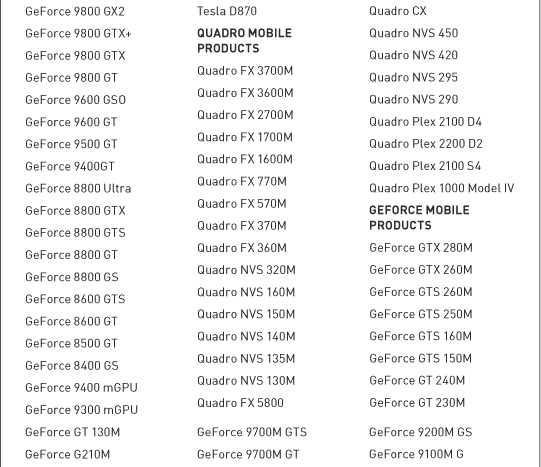 GeForce 9800 GX2
GeForce 9800 GTX+
GeForce 9800 GTX
GeForce 9800 GT
GeForce 9600 GSO
GeForce 9600 GT
GeForce 9500 GT
GeForce 9400GT
GeForce 8800 Ultra
GeForce 8800 GTX
GeForce 8800 GTS
GeForce 8800 GT
GeForce 8800 GS
GeForce 8600 GTS
GeForce 8600 GT
GeForce 8500 GT
GeForce 8400 GS
GeForce 9400 mGPU
GeForce 9300 mGPU
GeForce GT 130M
GeForce G210M
Tesla D870
QUADRO MOBILE
PRODUCTS
Quadro FX 3700M
Quadro FX 3600M
Quadro FX 2700M
Quadro FX 1700M
Quadro FX 1600M
Quadro FX 770M
Quadro FX 570M
Quadro FX 370M
Quadro FX 360M
Quadro NVS 320M
Quadro NVS 160M
Quadro NVS 150M
Quadro NVS 140M
Quadro NVS 135M
Quadro NVS 130M
Quadro FX 5800
GeForce 9700M GTS
GeForce 9700M GT
Quadro CX
Quadro NVS 450
Quadro NVS 420
Quadro NVS 295
Quadro NVS 290
Quadro Plex 2100 D4
Quadro Plex 2200 D2
Quadro Plex 2100 S4
Quadro Plex 1000 Model IV
GEFORCE MOBILE
PRODUCTS
GeForce GTX 280M
GeForce GTX 260M
GeForce GTS 260M
GeForce GTS 250M
GeForce GTS 160M
GeForce GTS 150M
GeForce GT 240M
GeForce GT 230M
GeForce 9200M GS
GeForce 9100M G